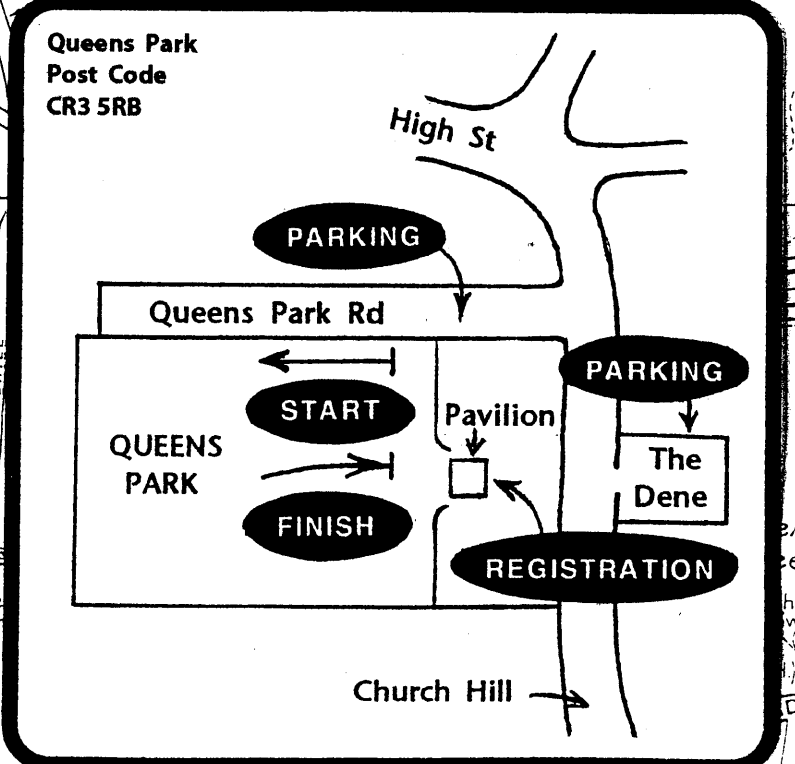 Queens Park
Post Code
CR3 5RB
High St
PARKING
Queens Park Rd
PARKING
START
Pavilion
QUEENS
PARK
The
Dene
FINISH
REGISTRATION
Church Hill